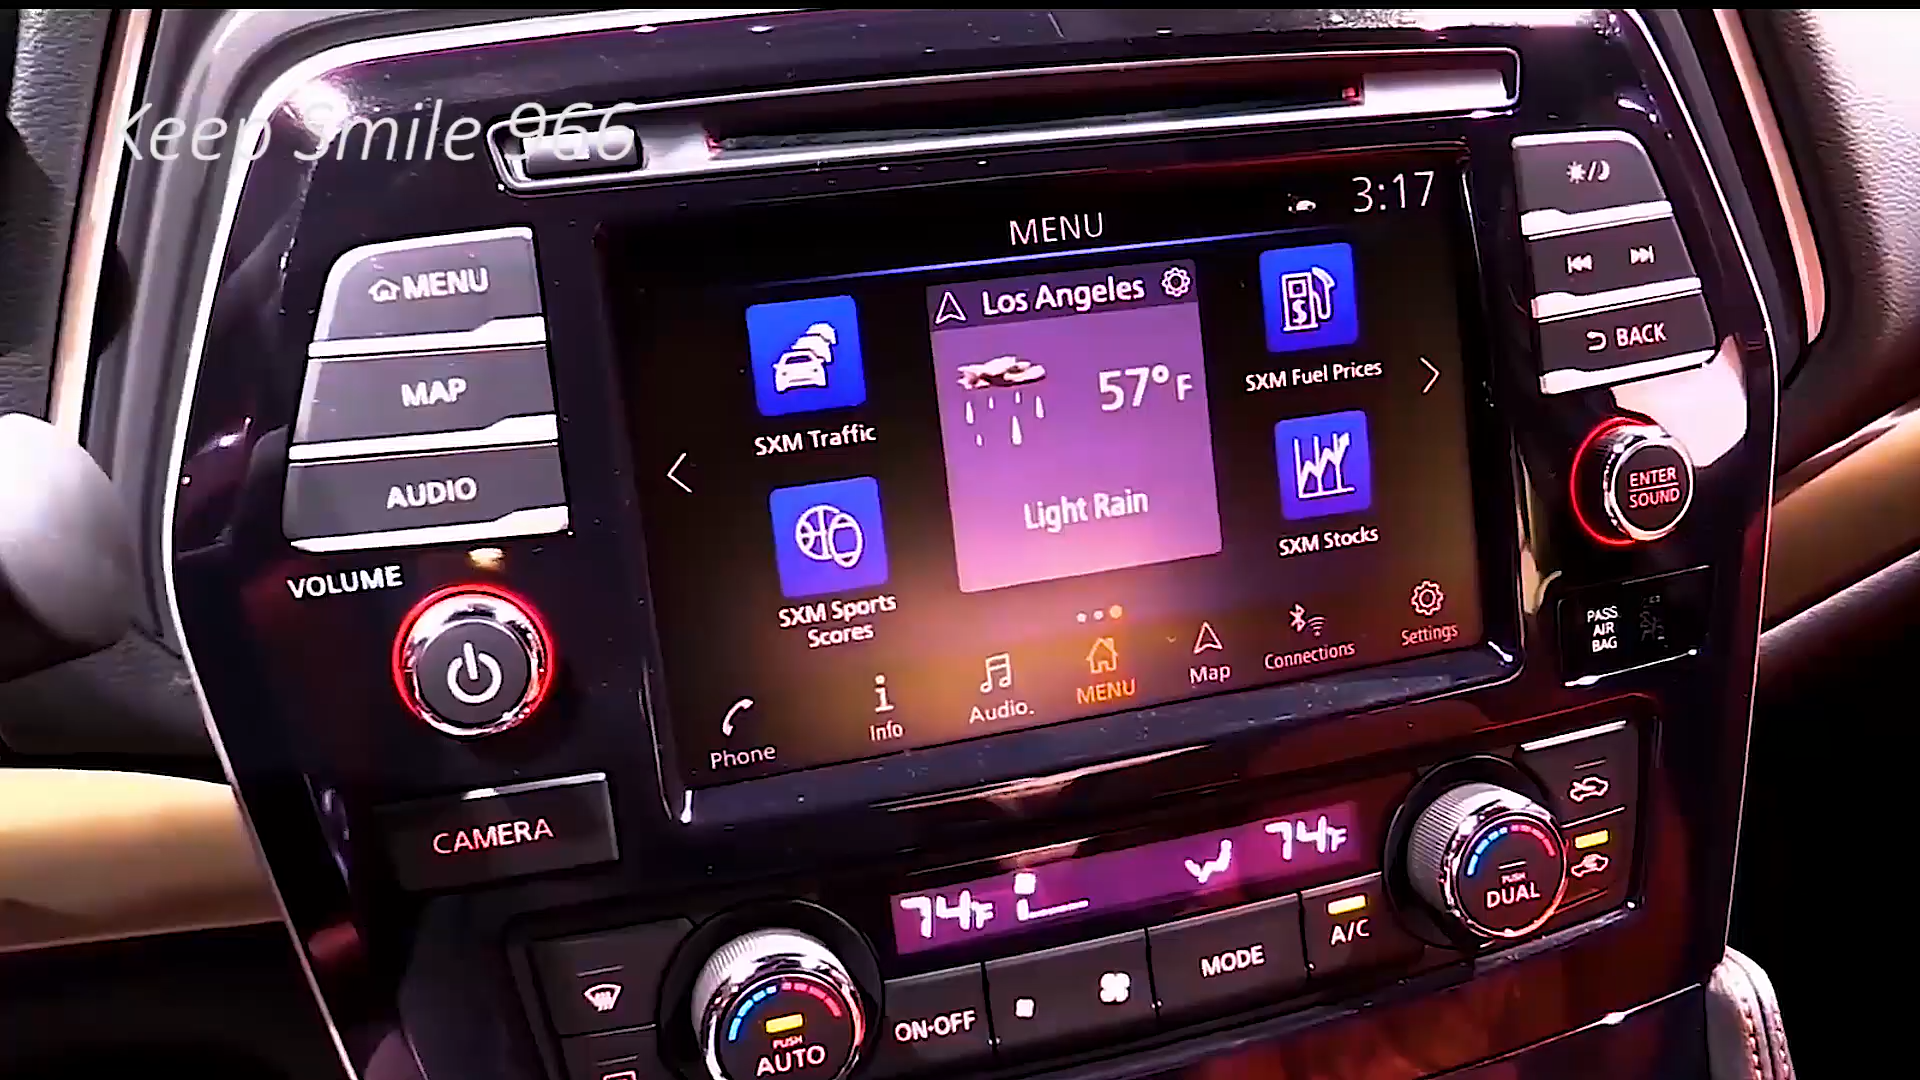 Keep Smile 966
3:17
MENU
MENU
MAP
AUDIO
VOLUME
CAMERA
Los Angeles
57°F
Light Rain
SXM Traffic
SXM Sports
Scores
SXM Fuel Prices
SXM Stocks
Phone
Info
Audio.
MENU
Map
Connections
Settings
BACK
ENTER
SOUND
PASS
AIR
BAG
74F
74F
PUSH
AUTO
ON·OFF
MODE
A/C
PUSH
DUAL